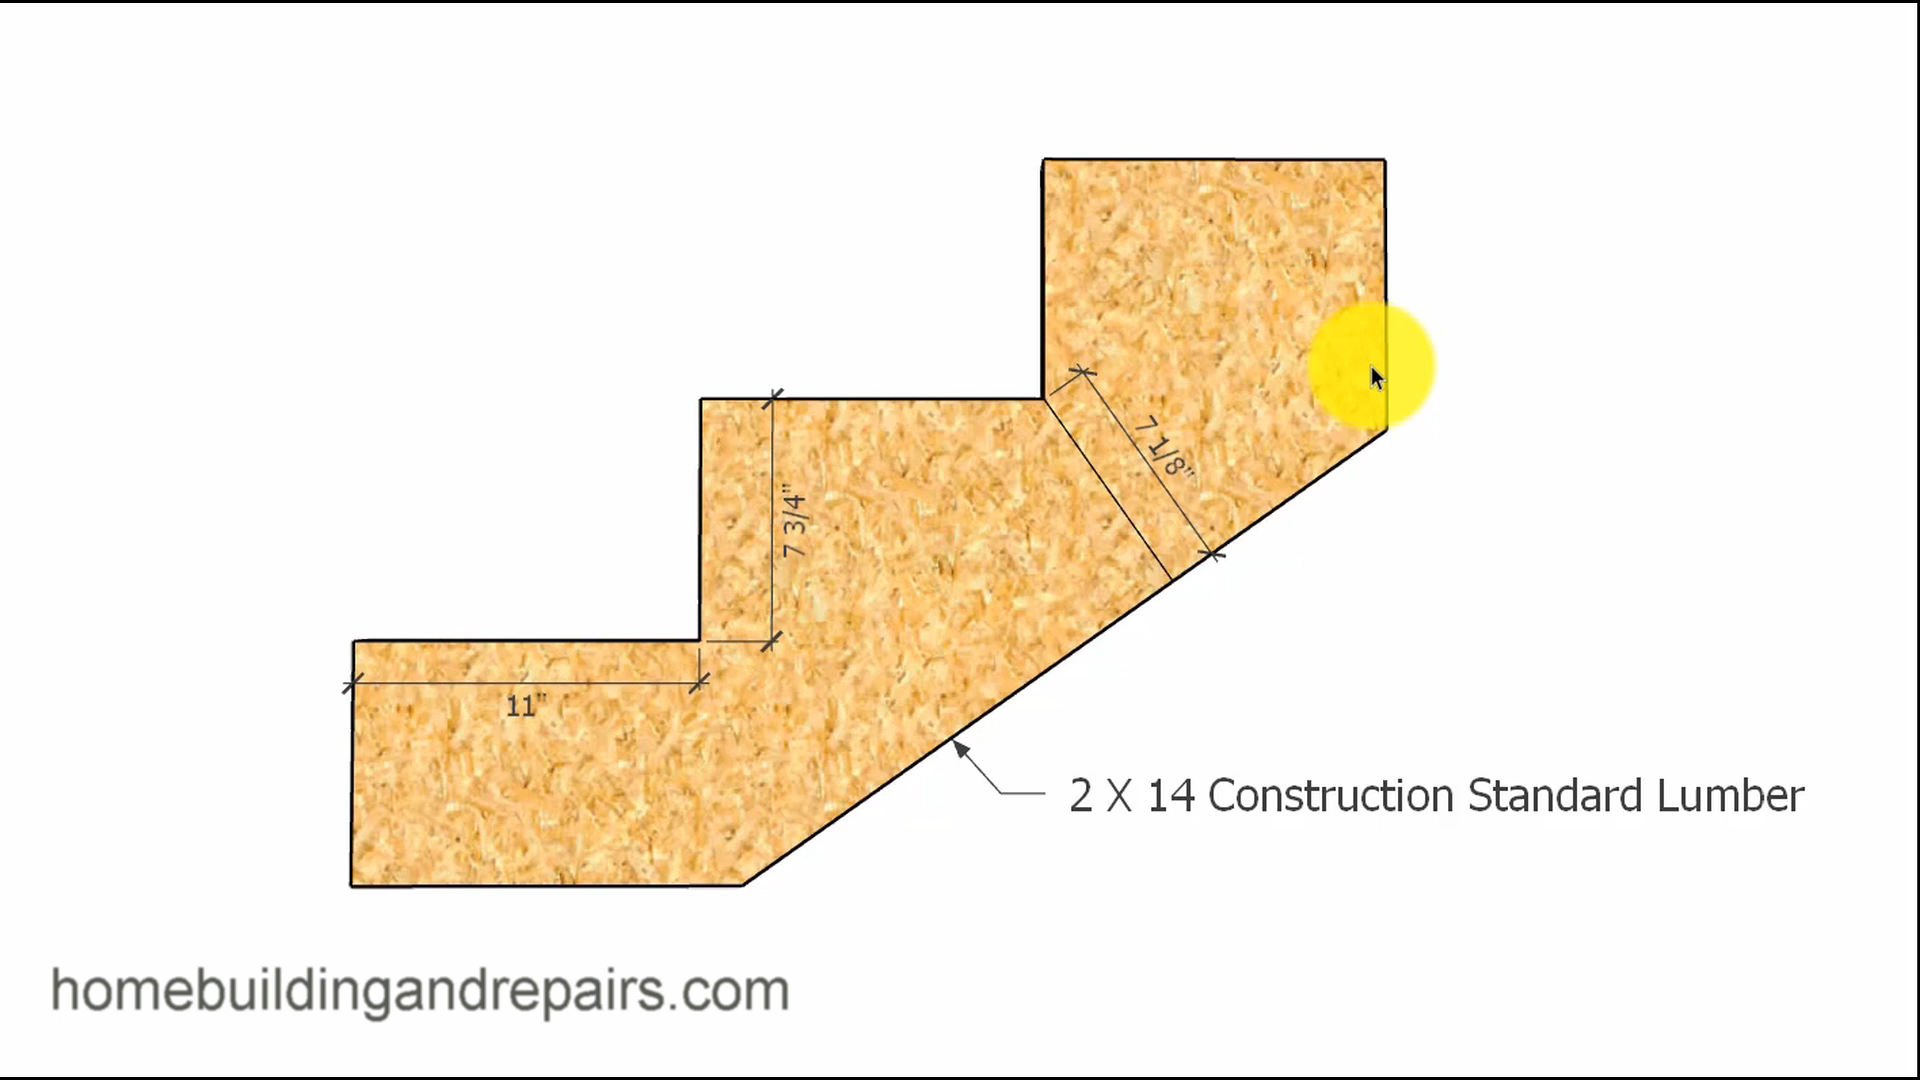 7 1/8"
7 3/4"
11"
2 X 14 Construction Standard Lumber
homebuildingandrepairs.com